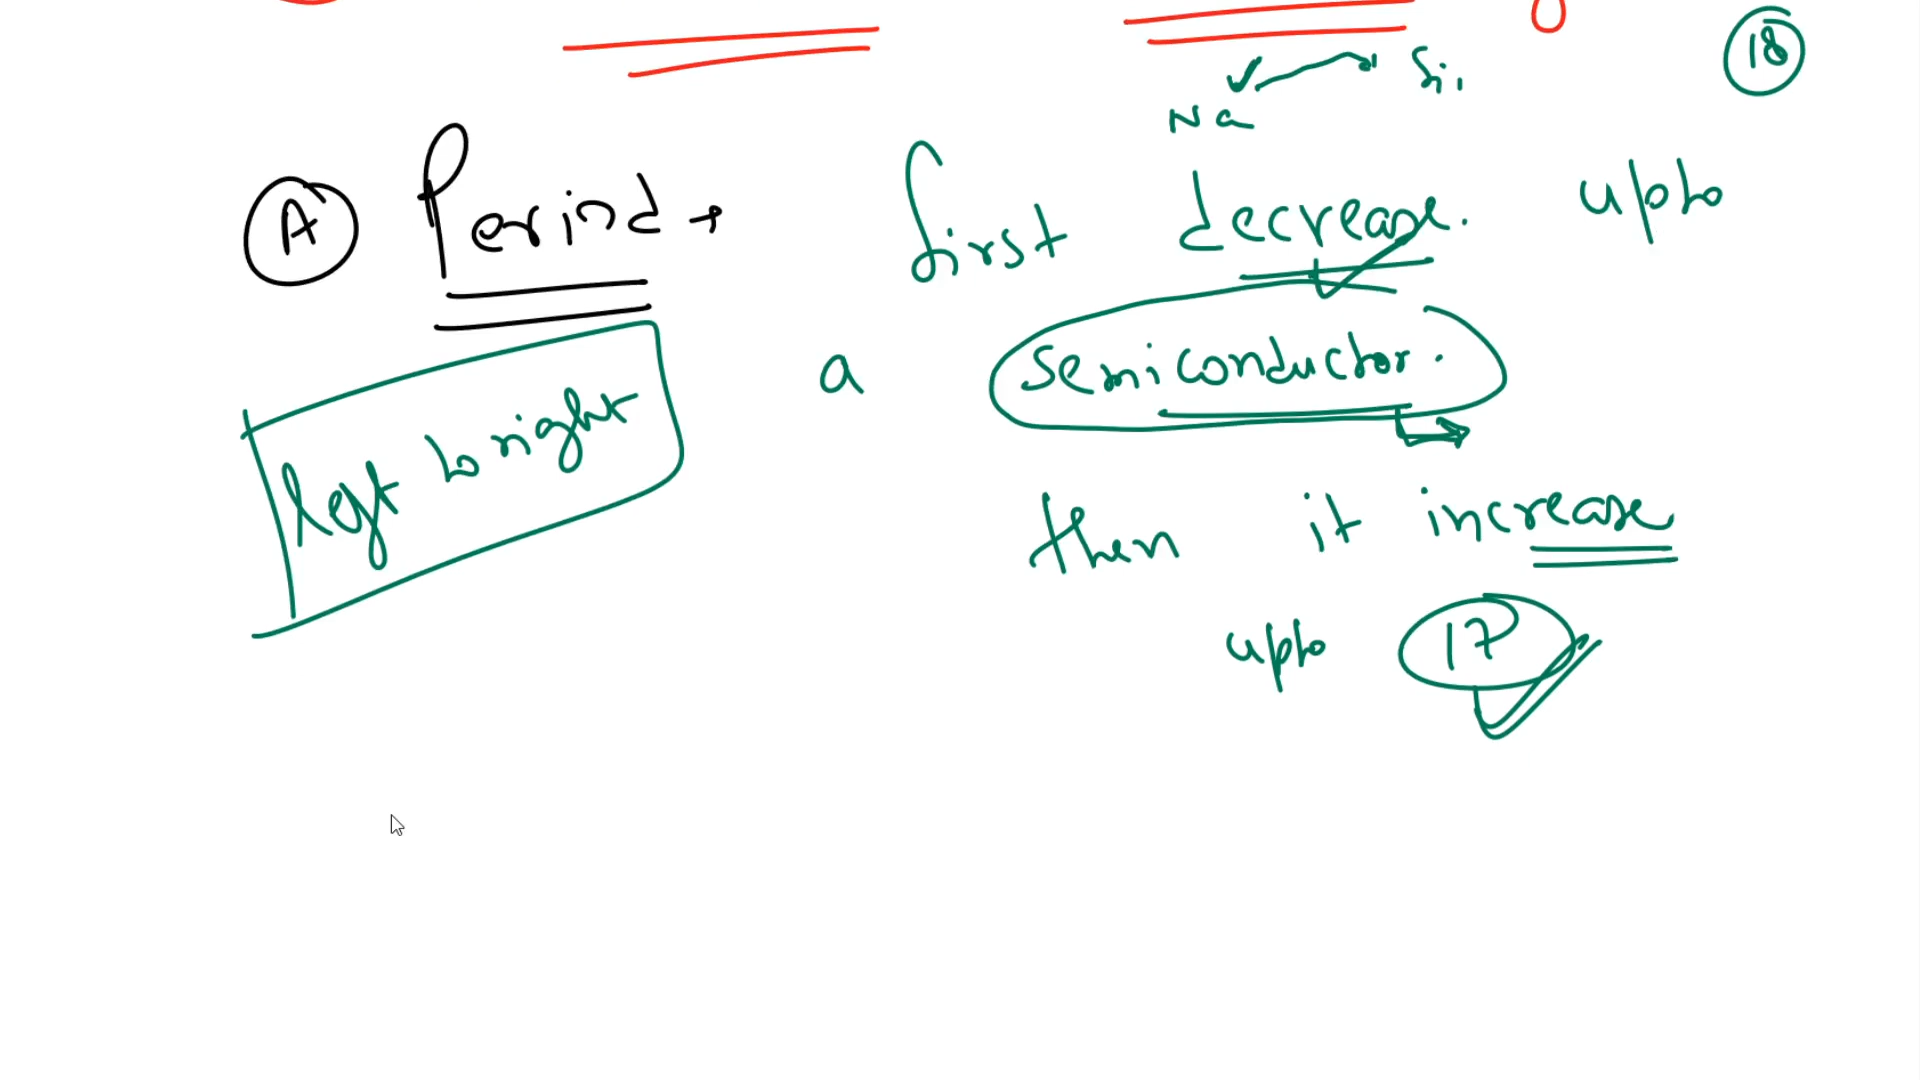 18
Na Si,
A Period → first decrease. upto
a semiconductor.
left to right
then it increase
upto 17